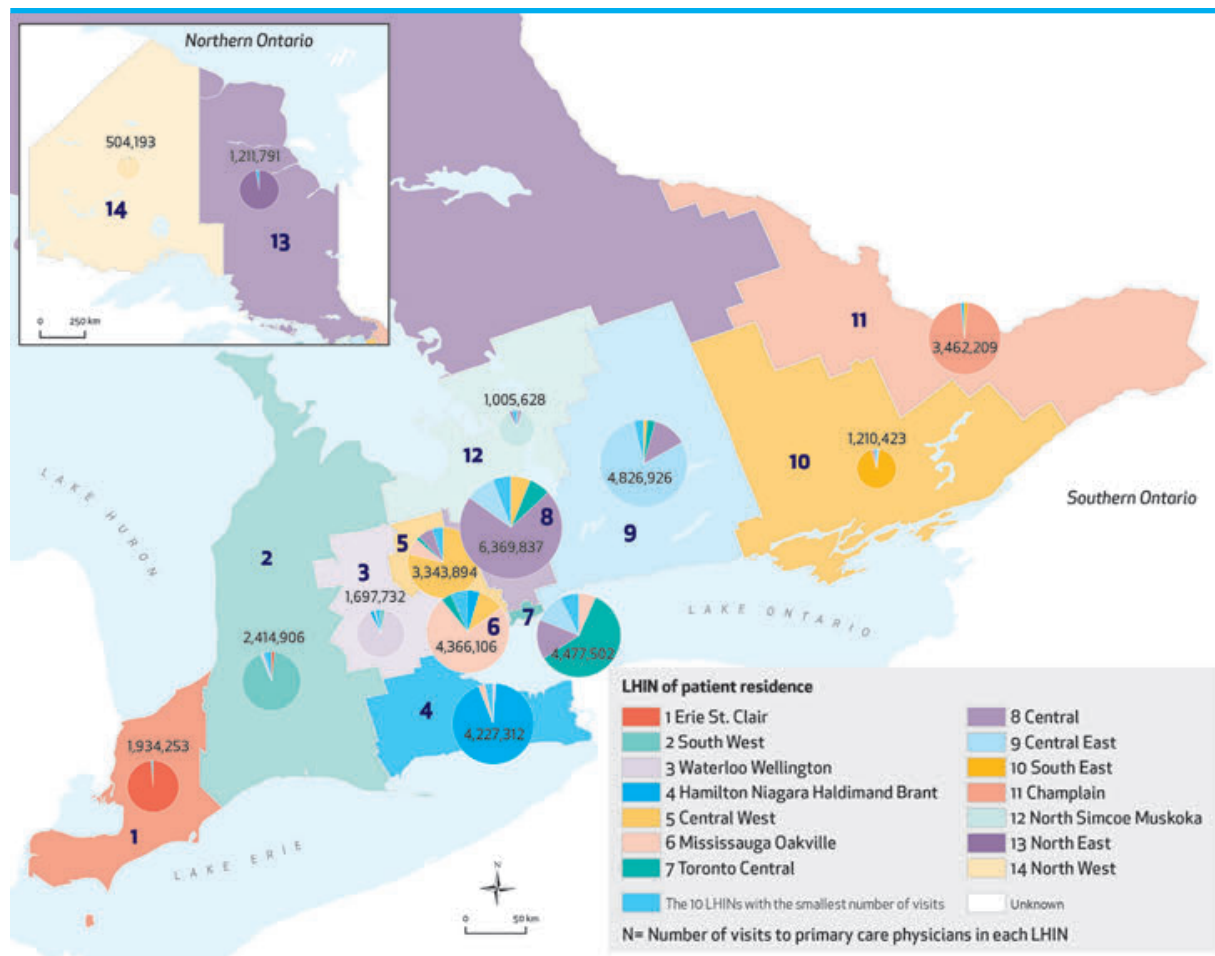 Northern Ontario
504,193
1,211,791
14
13
0 250 km
11
3,462,209
1,005,628
12
4,826,926
1,210,423
10
Southern Ontario
LAKE HURON
2
8
9
5
6,369,837
3
3,343,894
1,697,732
LAKE ONTARIO
7
6
4,366,106
4,477,502
2,414,906
4
4,227,312
1,934,253
1
LAKE ERIE
N
0 50 km
LHIN of patient residence
1 Erie St. Clair
2 South West
3 Waterloo Wellington
4 Hamilton Niagara Haldimand Brant
5 Central West
6 Mississauga Oakville
7 Toronto Central
The 10 LHINs with the smallest number of visits
8 Central
9 Central East
10 South East
11 Champlain
12 North Simcoe Muskoka
13 North East
14 North West
Unknown
N= Number of visits to primary care physicians in each LHIN